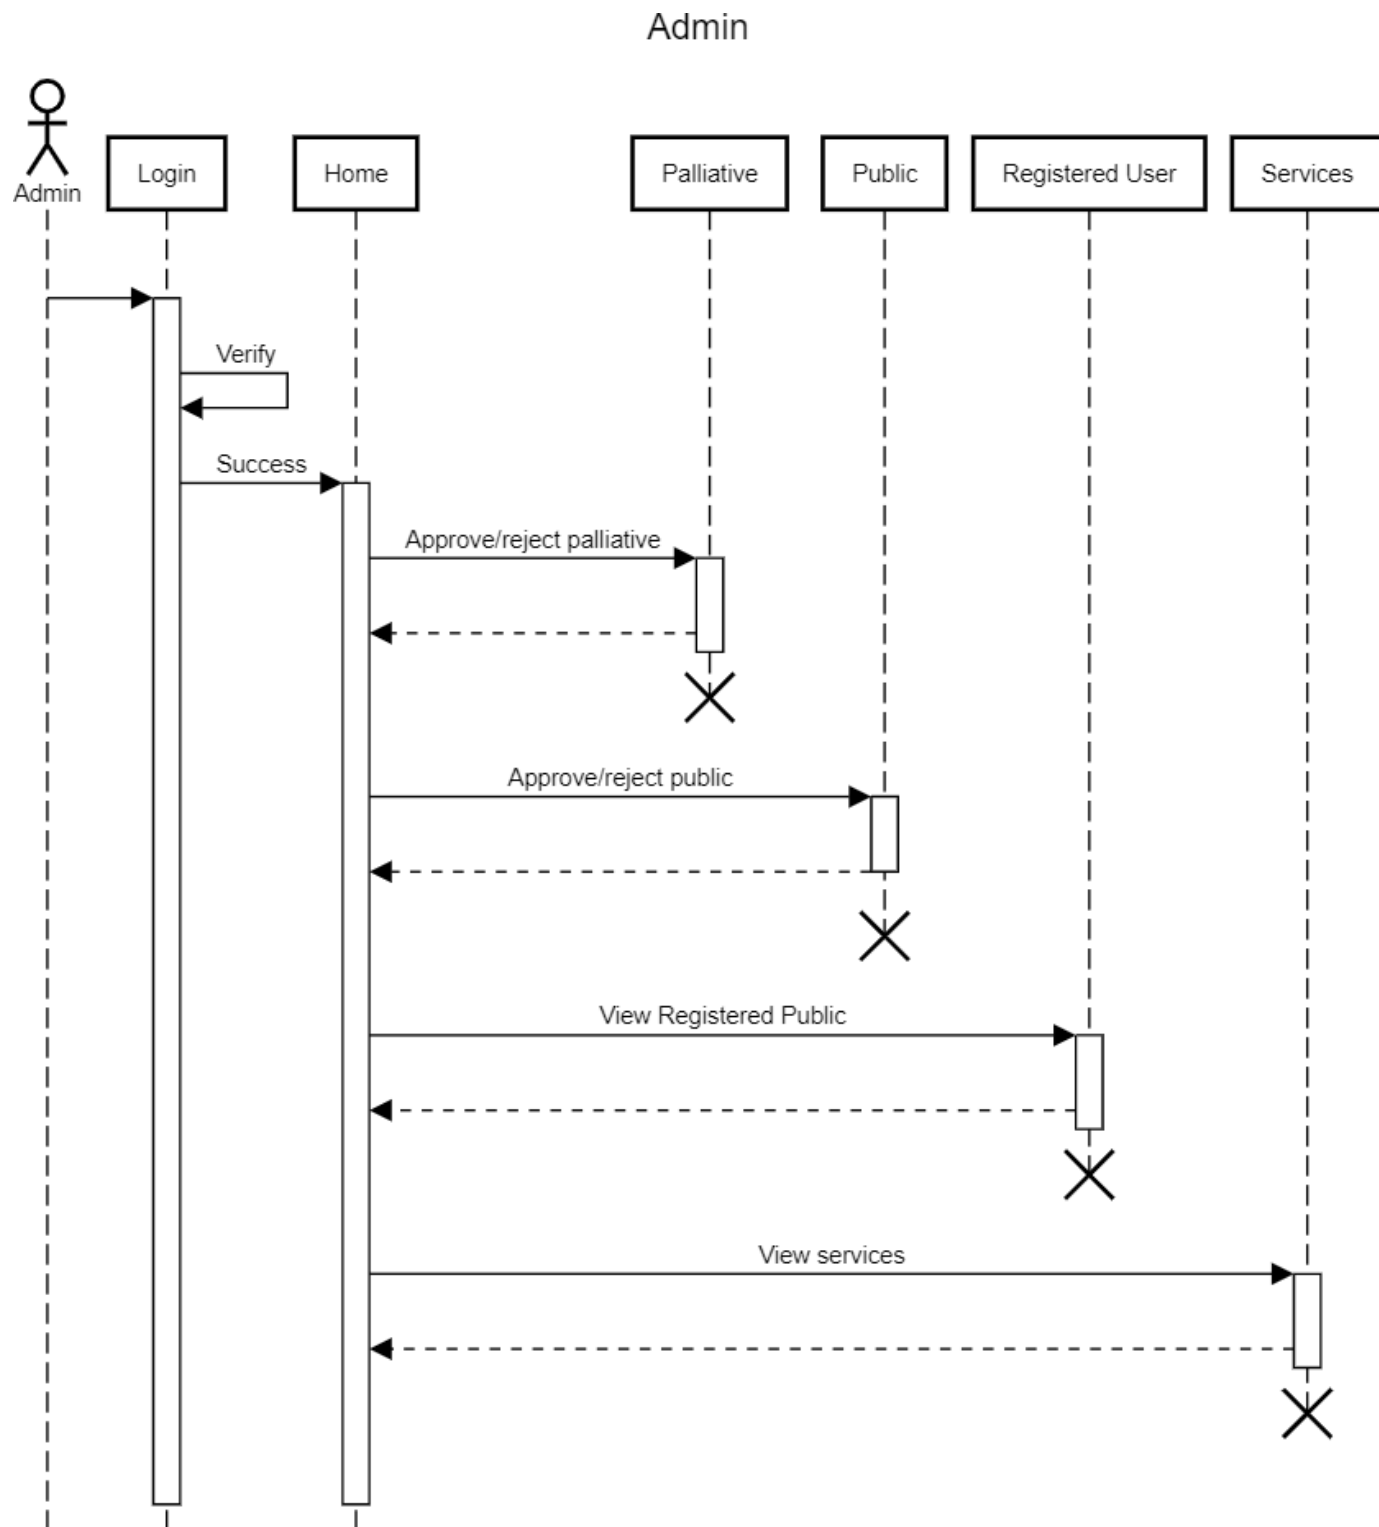 Admin
Admin
Login
Home
Palliative
Public
Registered User
Services
Verify
Success
Approve/reject palliative
Approve/reject public
View Registered Public
View services